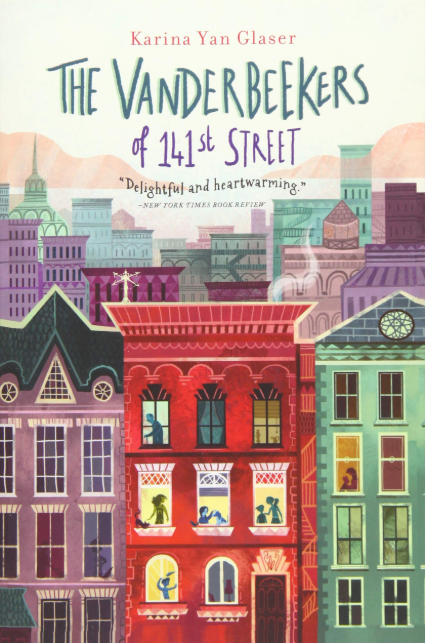 Karina Yan Glaser
THE VANDERBEEKERS
of 141st STREET
“Delightful and heartwarming.”
–NEW YORK TIMES BOOK REVIEW